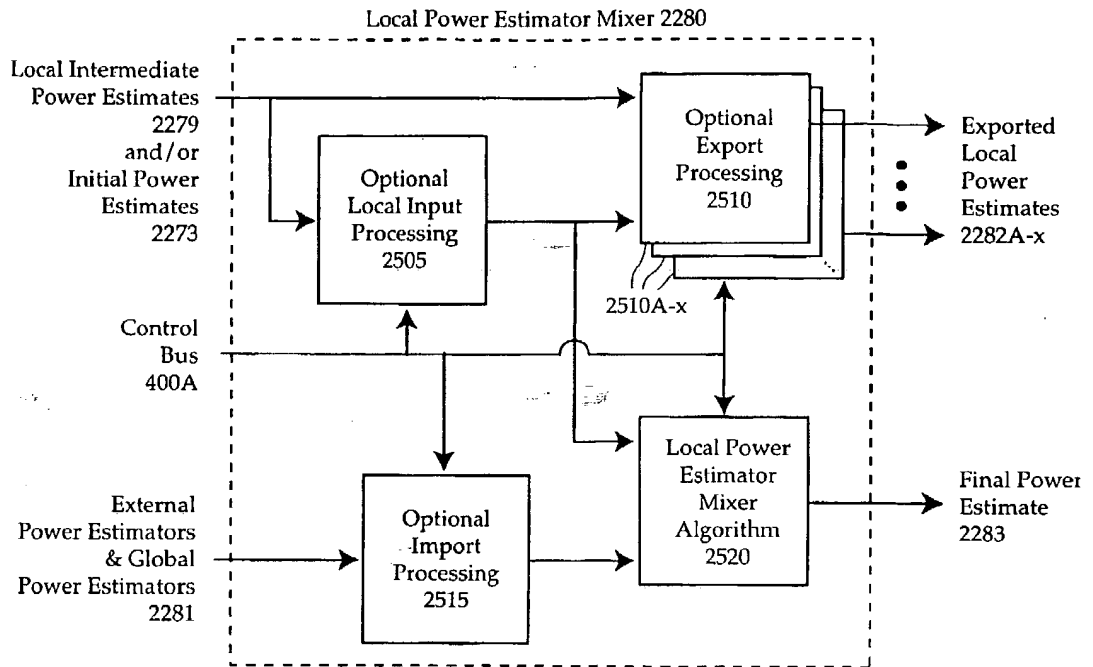 Local Power Estimator Mixer 2280
Local Intermediate
Power Estimates
2279
and/or
Initial Power
Estimates
2273
Optional
Local Input
Processing
2505
Optional
Export
Processing
2510
2510A-x
Exported
Local
Power
Estimates
2282A-x
Control
Bus
400A
External
Power Estimators
& Global
Power Estimators
2281
Optional
Import
Processing
2515
Local Power
Estimator
Mixer
Algorithm
2520
Final Power
Estimate
2283